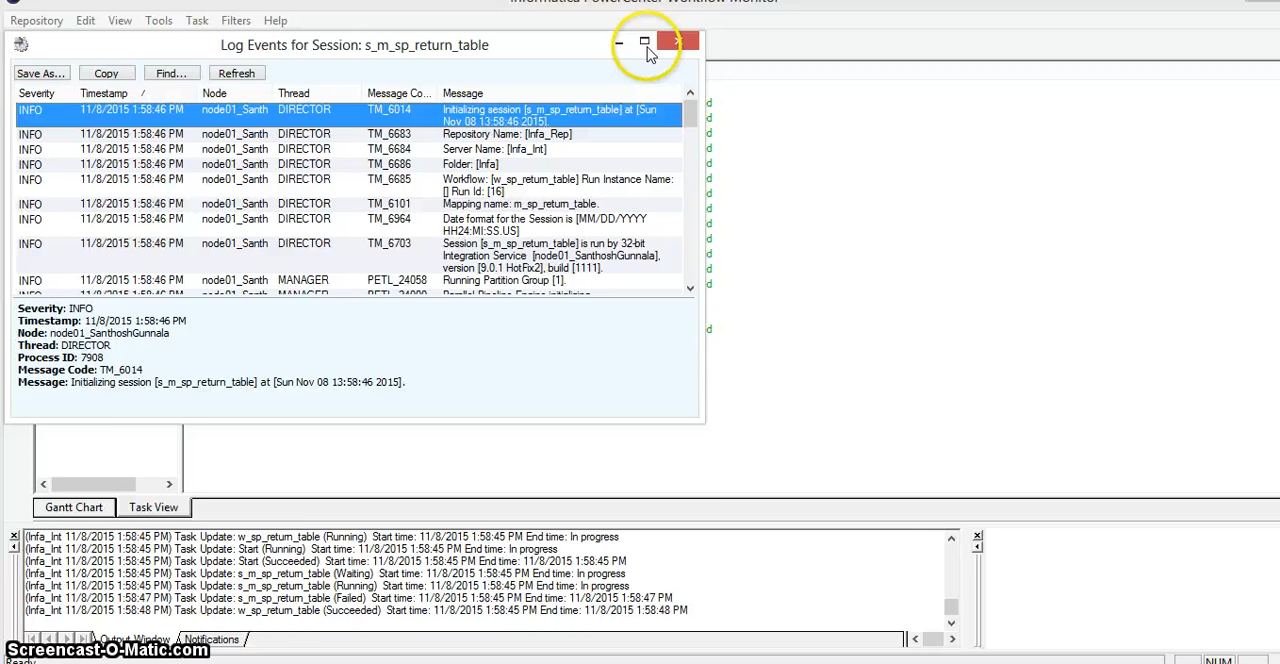 Informatica PowerCenter Workflow Monitor
Repository Edit View Tools Task Filters Help
Log Events for Session: s_m_sp_return_table
Save As... Copy Find... Refresh
Severity Timestamp / Node Thread Message Co... Message
INFO 11/8/2015 1:58:46 PM node01_Santh DIRECTOR TM_6014 Initializing session [s_m_sp_return_table] at [Sun
Nov 08 13:58:46 2015].
INFO 11/8/2015 1:58:46 PM node01_Santh DIRECTOR TM_6683 Repository Name: [Infa_Rep]
INFO 11/8/2015 1:58:46 PM node01_Santh DIRECTOR TM_6684 Server Name: [Infa_Int]
INFO 11/8/2015 1:58:46 PM node01_Santh DIRECTOR TM_6686 Folder: [Infa]
INFO 11/8/2015 1:58:46 PM node01_Santh DIRECTOR TM_6685 Workflow: [w_sp_return_table] Run Instance Name:
[] Run Id: [16]
INFO 11/8/2015 1:58:46 PM node01_Santh DIRECTOR TM_6101 Mapping name: m_sp_return_table.
INFO 11/8/2015 1:58:46 PM node01_Santh DIRECTOR TM_6964 Date format for the Session is [MM/DD/YYYY
HH24:MI:SS.US]
INFO 11/8/2015 1:58:46 PM node01_Santh DIRECTOR TM_6703 Session [s_m_sp_return_table] is run by 32-bit
Integration Service [node01_SanthoshGunnala],
version [9.0.1 HotFix2], build [1111].
INFO 11/8/2015 1:58:46 PM node01_Santh MANAGER PETL_24058 Running Partition Group [1].
Severity: INFO
Timestamp: 11/8/2015 1:58:46 PM
Node: node01_SanthoshGunnala
Thread: DIRECTOR
Process ID: 7908
Message Code: TM_6014
Message: Initializing session [s_m_sp_return_table] at [Sun Nov 08 13:58:46 2015].
Gantt Chart Task View
(Infa_Int 11/8/2015 1:58:45 PM) Task Update: w_sp_return_table (Running) Start time: 11/8/2015 1:58:45 PM End time: In progress
(Infa_Int 11/8/2015 1:58:45 PM) Task Update: Start (Running) Start time: 11/8/2015 1:58:45 PM End time: In progress
(Infa_Int 11/8/2015 1:58:45 PM) Task Update: Start (Succeeded) Start time: 11/8/2015 1:58:45 PM End time: 11/8/2015 1:58:45 PM
(Infa_Int 11/8/2015 1:58:45 PM) Task Update: s_m_sp_return_table (Waiting) Start time: 11/8/2015 1:58:45 PM End time: In progress
(Infa_Int 11/8/2015 1:58:45 PM) Task Update: s_m_sp_return_table (Running) Start time: 11/8/2015 1:58:45 PM End time: In progress
(Infa_Int 11/8/2015 1:58:47 PM) Task Update: s_m_sp_return_table (Failed) Start time: 11/8/2015 1:58:45 PM End time: 11/8/2015 1:58:47 PM
(Infa_Int 11/8/2015 1:58:48 PM) Task Update: w_sp_return_table (Succeeded) Start time: 11/8/2015 1:58:45 PM End time: 11/8/2015 1:58:48 PM
Output Window Notifications
Screencast-O-Matic.com
Ready NUM